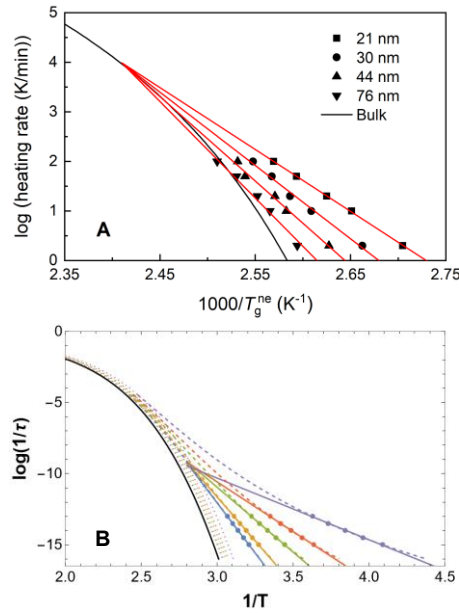 5
4
3
2
1
0
log (heating rate (K/min))
21 nm
30 nm
44 nm
76 nm
Bulk
A
2.35 2.45 2.55 2.65 2.75
1000/T_g^ne (K⁻¹)
0
-5
-10
-15
log(1/τ)
B
2.0 2.5 3.0 3.5 4.0 4.5
1/T